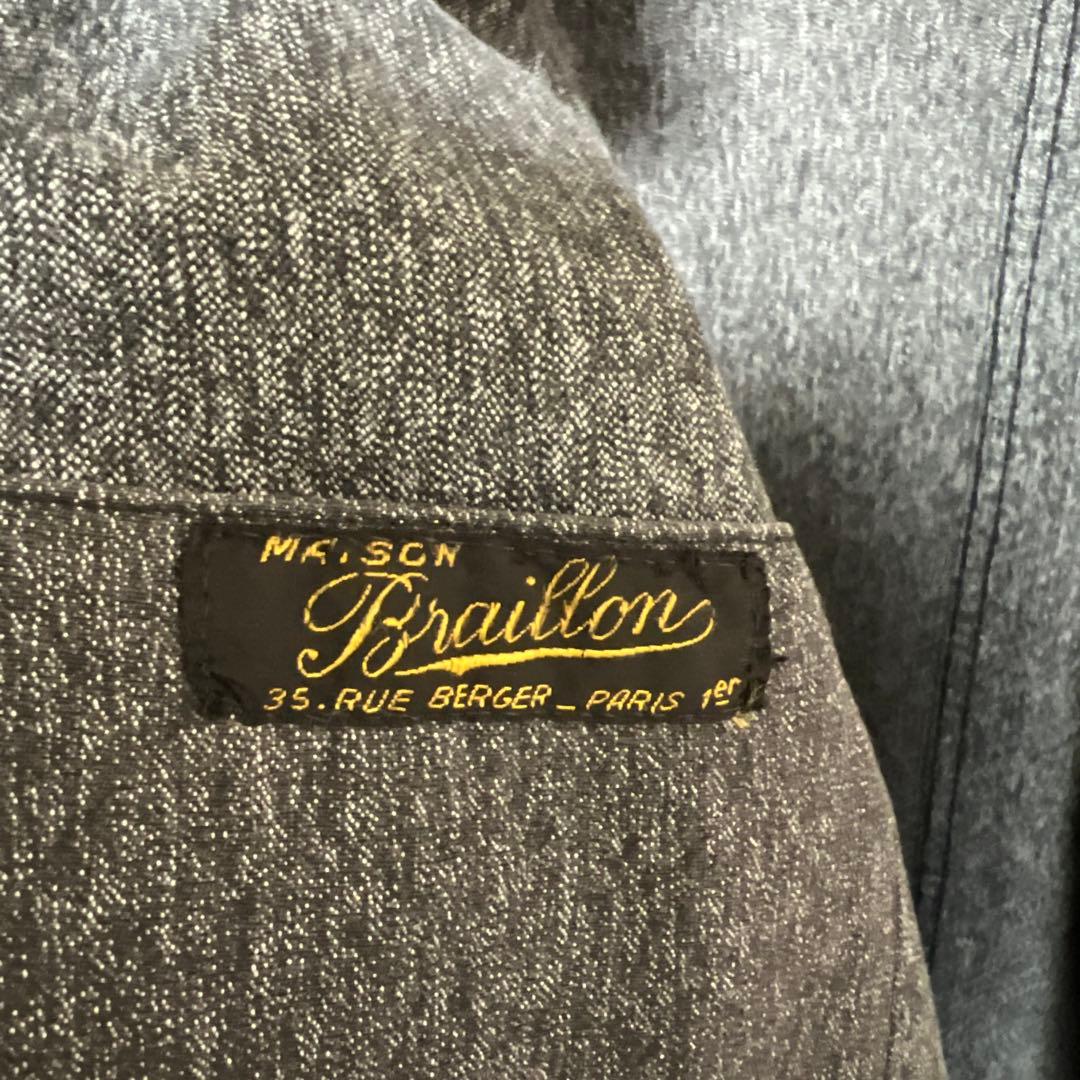 MAISON
Braillon
35. RUE BERGER _ PARIS 1er